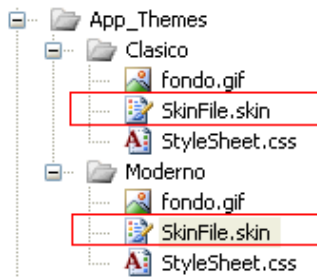 App_Themes
Clasico
fondo.gif
SkinFile.skin
StyleSheet.css
Moderno
fondo.gif
SkinFile.skin
StyleSheet.css